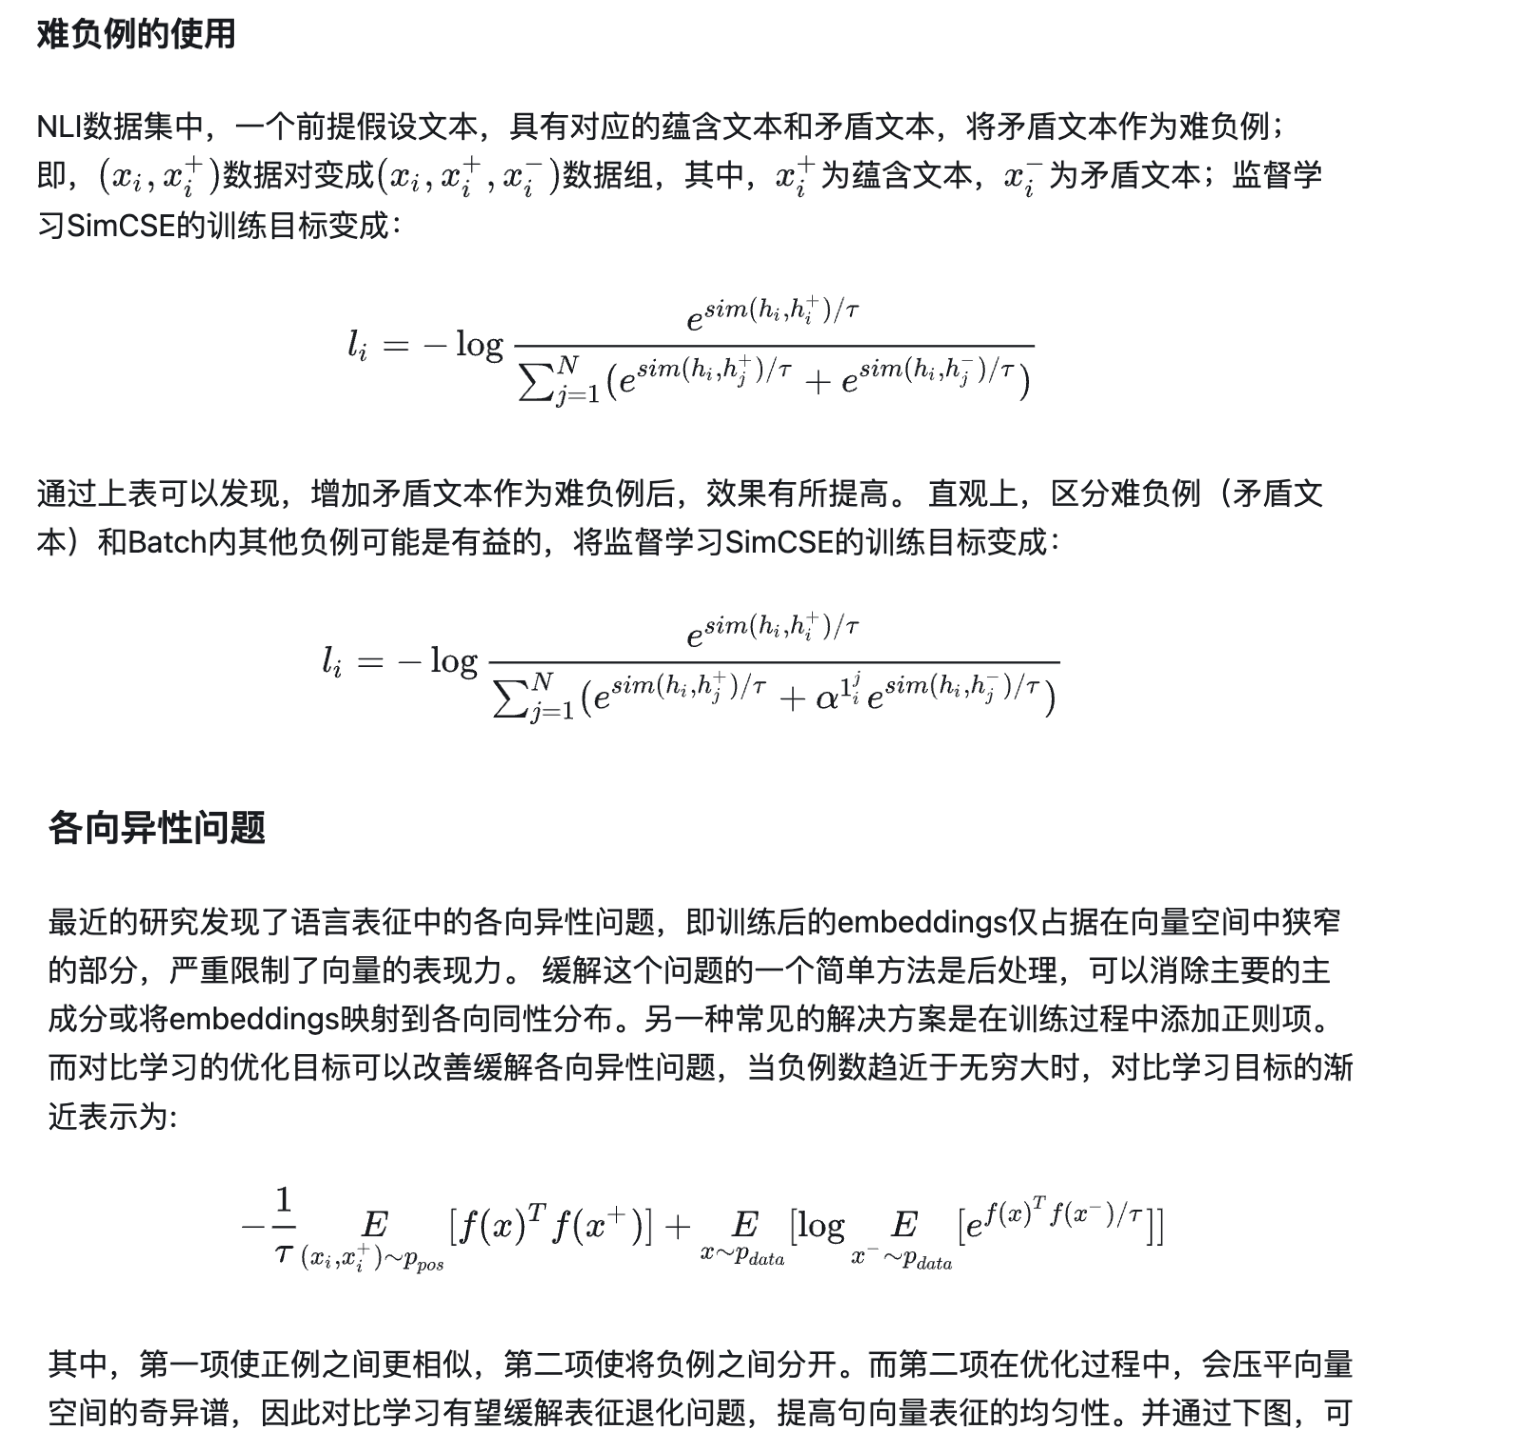 难负例的使用
NLI数据集中，一个前提假设文本，具有对应的蕴含文本和矛盾文本，将矛盾文本作为难负例；
即，$(x_i, x_i^+)$数据对变成$(x_i, x_i^+, x_i^-)$数据组，其中，$x_i^+$为蕴含文本，$x_i^-$为矛盾文本；监督学
习SimCSE的训练目标变成：
$l_i = -\log \frac{e^{sim(h_i,h_i^+)/\tau}}{\sum_{j=1}^{N}(e^{sim(h_i,h_j^+)/\tau} + e^{sim(h_i,h_j^-)/\tau})}$
通过上表可以发现，增加矛盾文本作为难负例后，效果有所提高。 直观上，区分难负例（矛盾文
本）和Batch内其他负例可能是有益的，将监督学习SimCSE的训练目标变成：
$l_i = -\log \frac{e^{sim(h_i,h_i^+)/\tau}}{\sum_{j=1}^{N}(e^{sim(h_i,h_j^+)/\tau} + \alpha^{1_i^j} e^{sim(h_i,h_j^-)/\tau})}$
各向异性问题
最近的研究发现了语言表征中的各向异性问题，即训练后的embeddings仅占据在向量空间中狭窄
的部分，严重限制了向量的表现力。 缓解这个问题的一个简单方法是后处理，可以消除主要的主
成分或将embeddings映射到各向同性分布。另一种常见的解决方案是在训练过程中添加正则项。
而对比学习的优化目标可以改善缓解各向异性问题，当负例数趋近于无穷大时，对比学习目标的渐
近表示为:
$-\frac{1}{\tau} \underset{(x_i,x_i^+)\sim p_{pos}}{E} [f(x)^T f(x^+)] + \underset{x\sim p_{data}}{E} [\log \underset{x^-\sim p_{data}}{E} [e^{f(x)^T f(x^-)/\tau}]]$
其中，第一项使正例之间更相似，第二项使将负例之间分开。而第二项在优化过程中，会压平向量
空间的奇异谱，因此对比学习有望缓解表征退化问题，提高句向量表征的均匀性。并通过下图，可